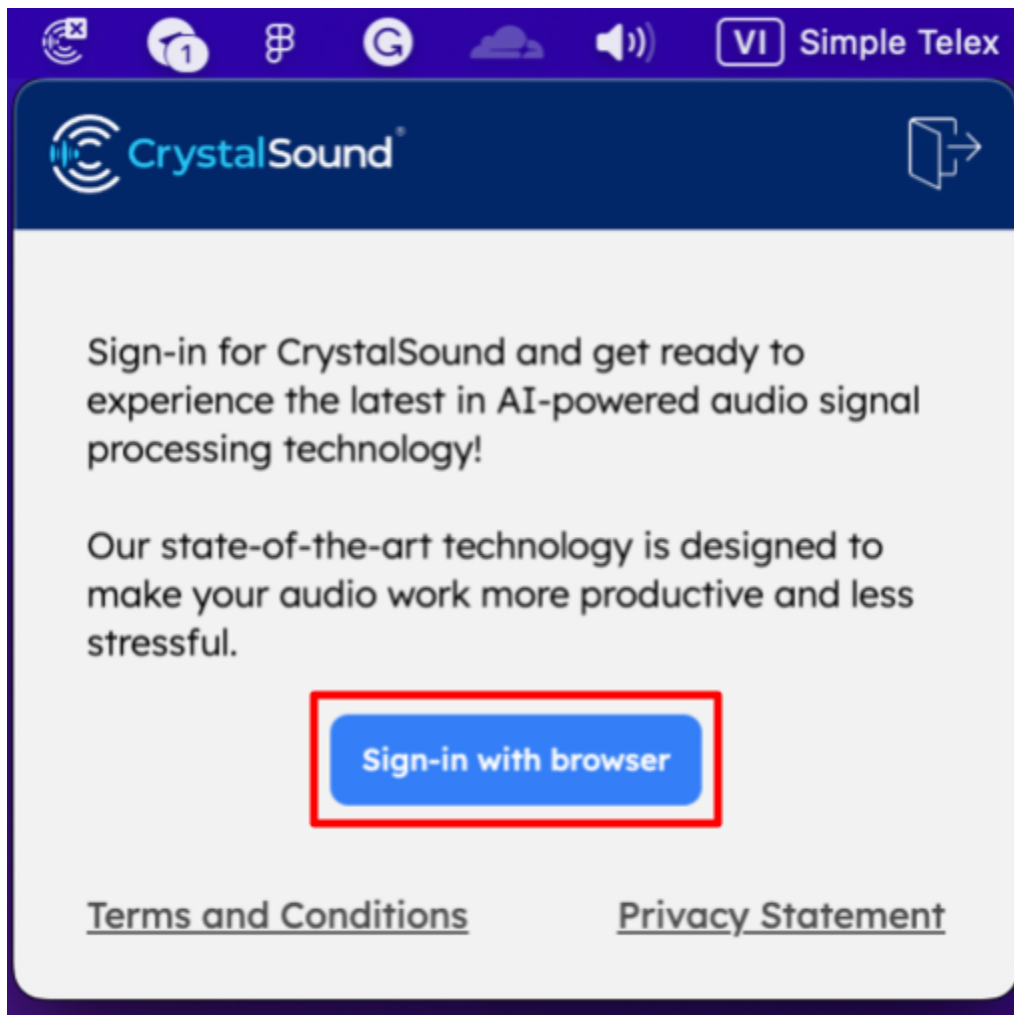 1
G
VI Simple Telex
CrystalSound®
Sign-in for CrystalSound and get ready to
experience the latest in AI-powered audio signal
processing technology!
Our state-of-the-art technology is designed to
make your audio work more productive and less
stressful.
Sign-in with browser
Terms and Conditions
Privacy Statement